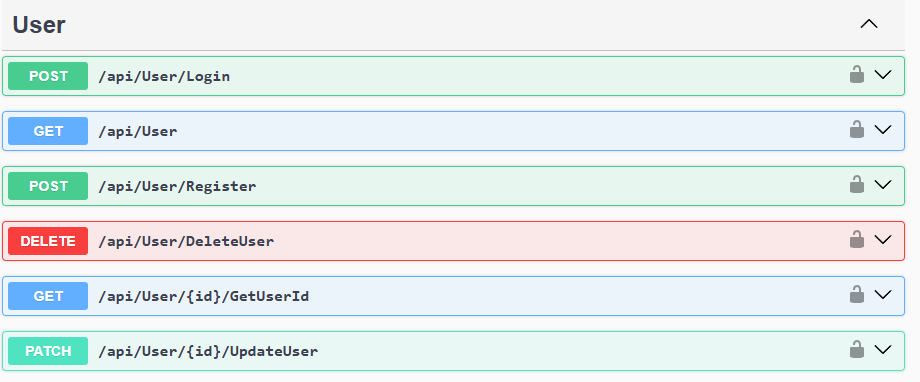 User
POST /api/User/Login
GET /api/User
POST /api/User/Register
DELETE /api/User/DeleteUser
GET /api/User/{id}/GetUserId
PATCH /api/User/{id}/UpdateUser